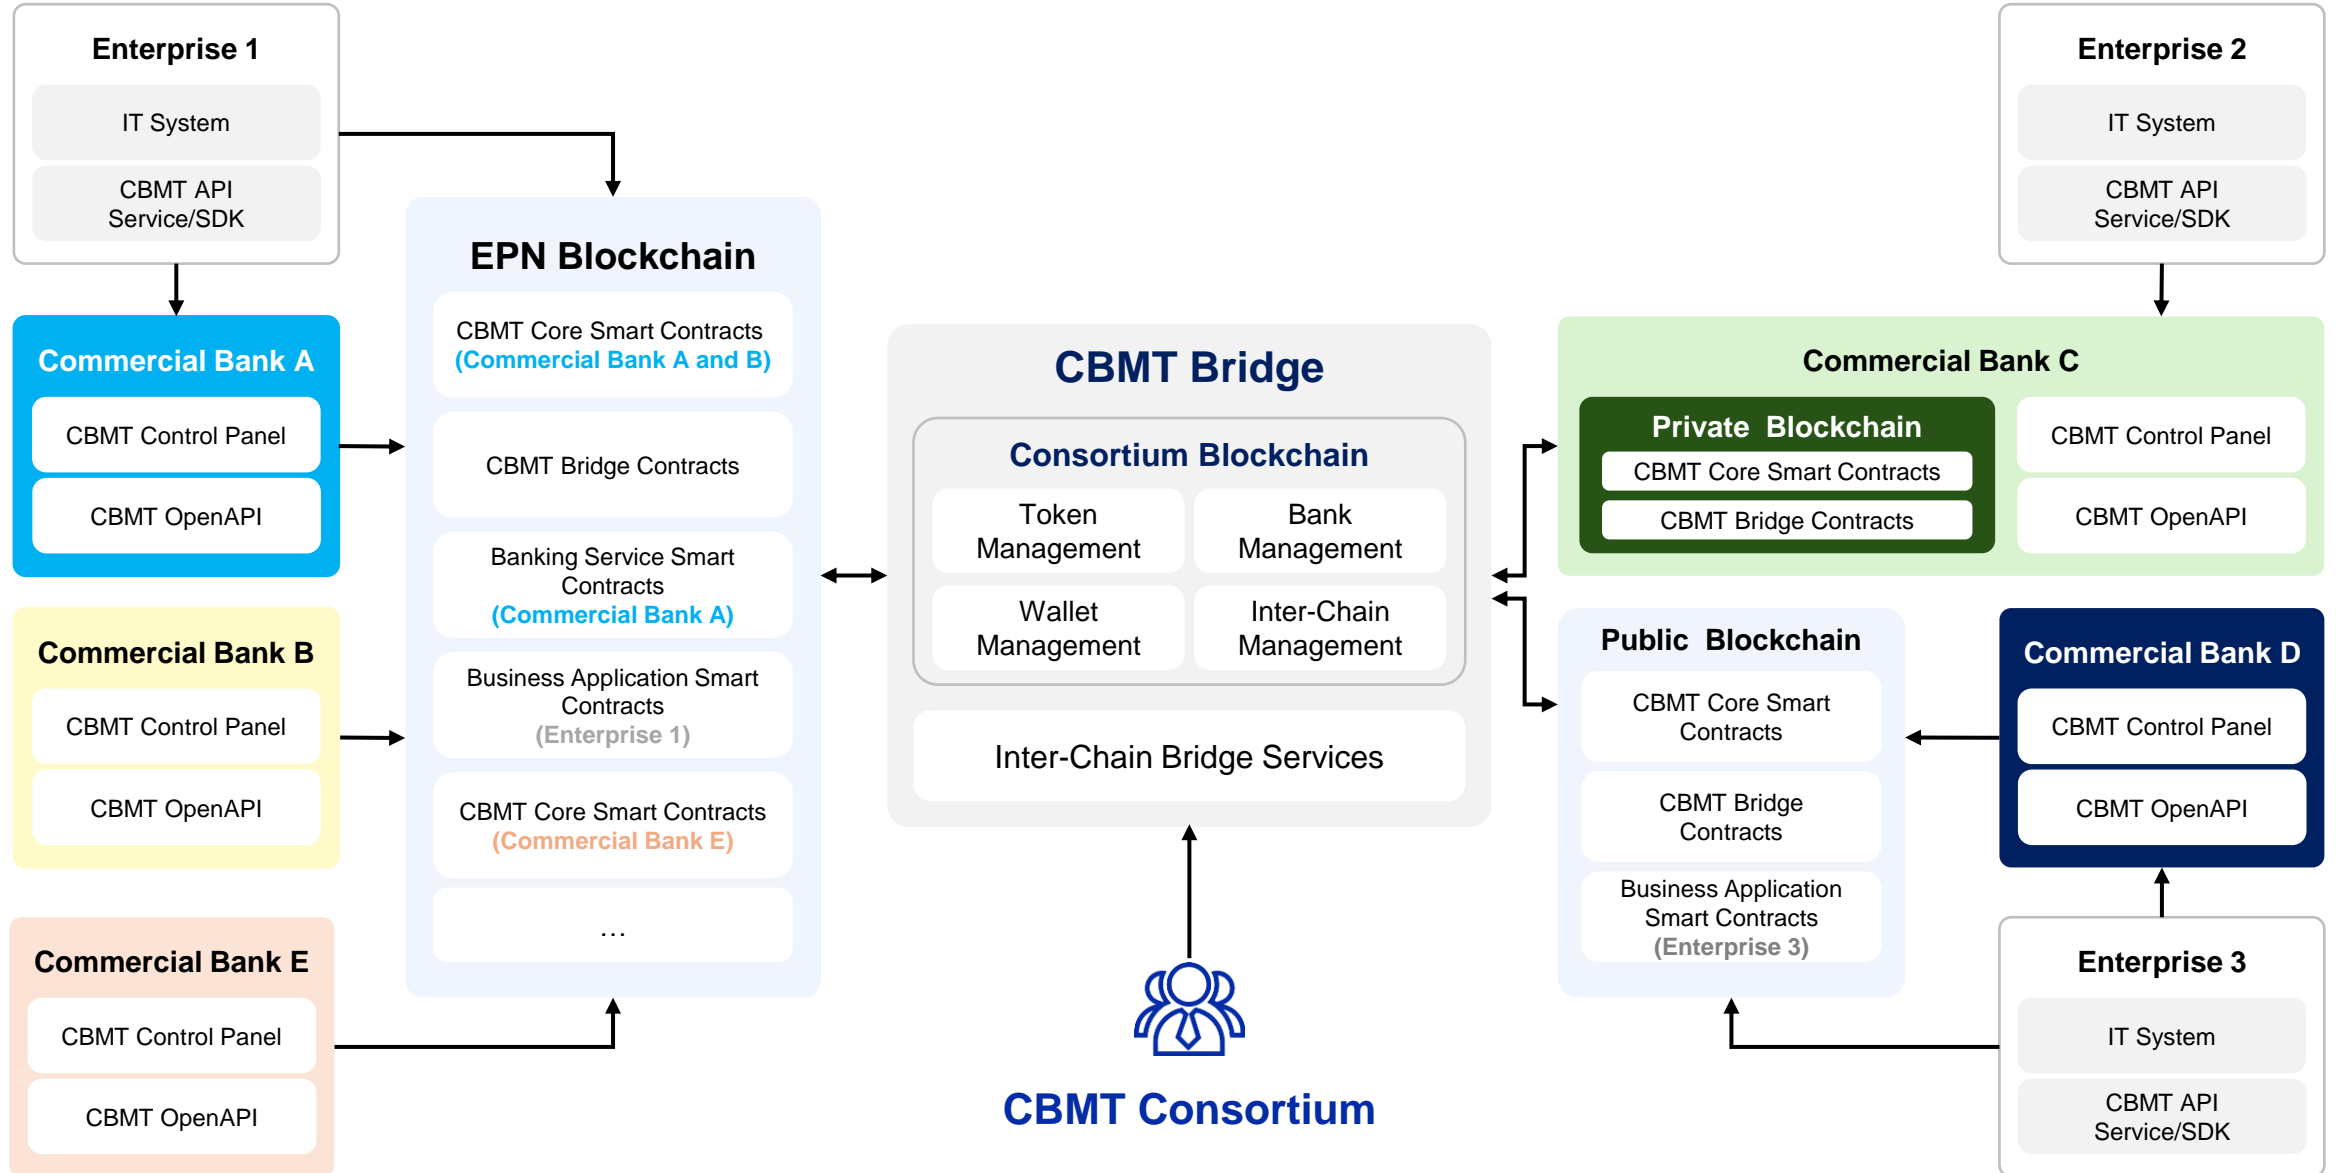 Enterprise 1
IT System
CBMT API
Service/SDK
Commercial Bank A
CBMT Control Panel
CBMT OpenAPI
Commercial Bank B
CBMT Control Panel
CBMT OpenAPI
Commercial Bank E
CBMT Control Panel
CBMT OpenAPI
EPN Blockchain
CBMT Core Smart Contracts
(Commercial Bank A and B)
CBMT Bridge Contracts
Banking Service Smart
Contracts
(Commercial Bank A)
Business Application Smart
Contracts
(Enterprise 1)
CBMT Core Smart Contracts
(Commercial Bank E)
…
CBMT Bridge
Consortium Blockchain
Token
Management
Bank
Management
Wallet
Management
Inter-Chain
Management
Inter-Chain Bridge Services
CBMT Consortium
Enterprise 2
IT System
CBMT API
Service/SDK
Commercial Bank C
Private Blockchain
CBMT Core Smart Contracts
CBMT Bridge Contracts
CBMT Control Panel
CBMT OpenAPI
Public Blockchain
CBMT Core Smart
Contracts
CBMT Bridge
Contracts
Business Application
Smart Contracts
(Enterprise 3)
Commercial Bank D
CBMT Control Panel
CBMT OpenAPI
Enterprise 3
IT System
CBMT API
Service/SDK